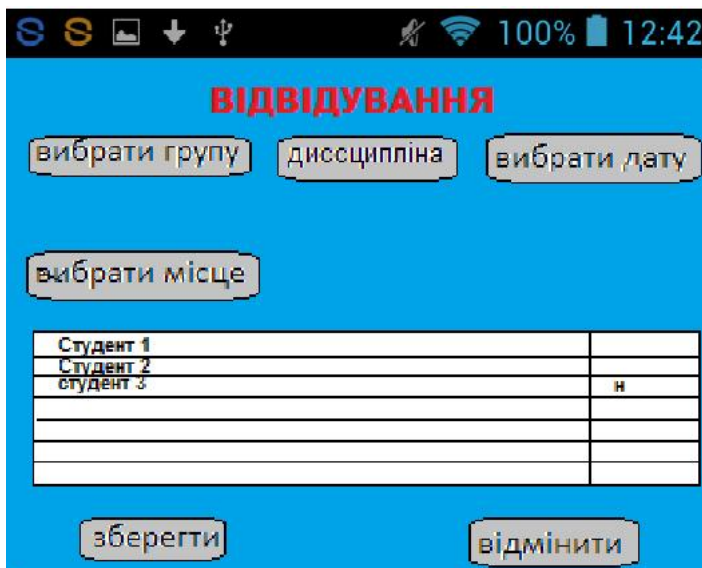 100% 12:42
ВІДВІДУВАННЯ
вибрати групу диссципліна вибрати дату
вибрати місце
Студент 1
Студент 2
студент 3 н
зберегти відмінити